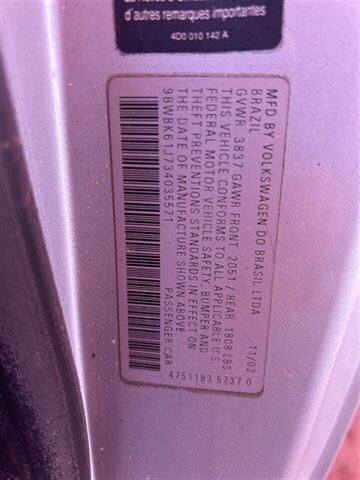 d'autres remarques importantes
4D0 010 142 A
MFD BY VOLKSWAGEN DO BRASIL LTDA
BRAZIL 11/02
GVWR 3837 GAWR FRONT 2051 / REAR 1808 LBS
THIS VEHICLE CONFORMS TO ALL APPLICABLE U.S
FEDERAL MOTOR VEHICLE SAFETY, BUMPER AND
THEFT PREVENTIONS STANDARDS IN EFFECT ON
THE DATE OF MANUFACTURE SHOWN ABOVE
9BWBK61J734035571
PASSENGER CAR
4751183 5737 0